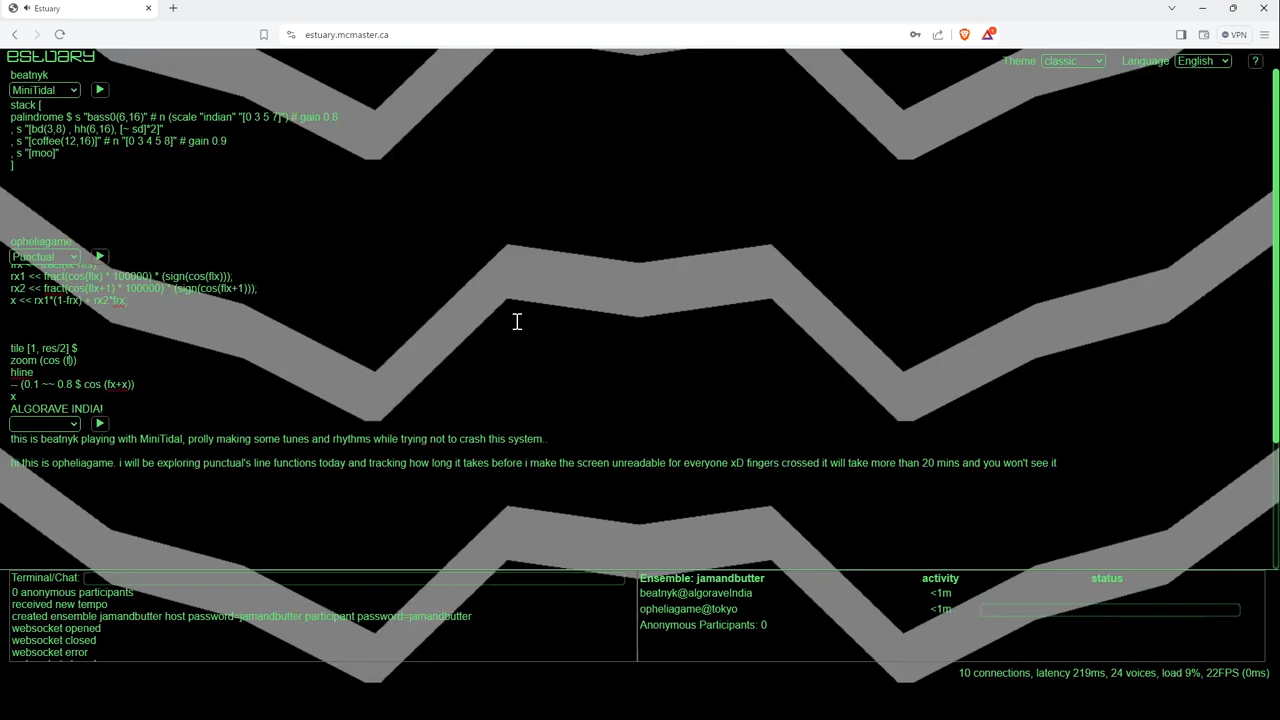 Estuary
estuary.mcmaster.ca
VPN
estuary
Theme classic Language English ?
beatnyk
MiniTidal
stack [
palindrome $ s "bass0(6,16)" # n (scale "indian" "[0 3 5 7]") # gain 0.8
, s "[bd(3,8) , hh(6,16), [~ sd]*2]"
, s "[coffee(12,16)]" # n "[0 3 4 5 8]" # gain 0.9
, s "[moo]"
]
opheliagame
Punctual
rx1 << fract(cos(flx) * 100000) * (sign(cos(flx)));
rx2 << fract(cos(flx+1) * 100000) * (sign(cos(flx+1)));
x << rx1*(1-frx) + rx2*frx;
tile [1, res/2] $
zoom (cos (f))
hline
-- (0.1 ~~ 0.8 $ cos (fx+x))
x
ALGORAVE INDIA!
this is beatnyk playing with MiniTidal, prolly making some tunes and rhythms while trying not to crash this system..
hi this is opheliagame. i will be exploring punctual's line functions today and tracking how long it takes before i make the screen unreadable for everyone xD fingers crossed it will take more than 20 mins and you won't see it
Terminal/Chat:
0 anonymous participants
received new tempo
created ensemble jamandbutter host password=jamandbutter participant password=jamandbutter
websocket opened
websocket closed
websocket error
Ensemble: jamandbutter activity status
beatnyk@algoraveIndia <1m
opheliagame@tokyo <1m
Anonymous Participants: 0
10 connections, latency 219ms, 24 voices, load 9%, 22FPS (0ms)